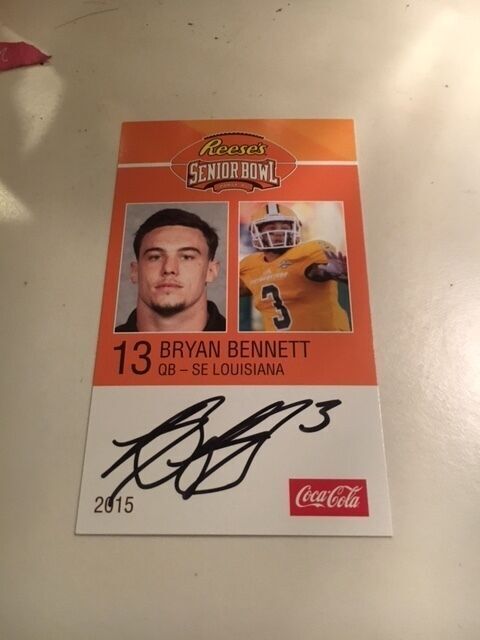 Reese's
SENIOR BOWL
3
13 BRYAN BENNETT
QB – SE LOUISIANA
3
2015
Coca-Cola